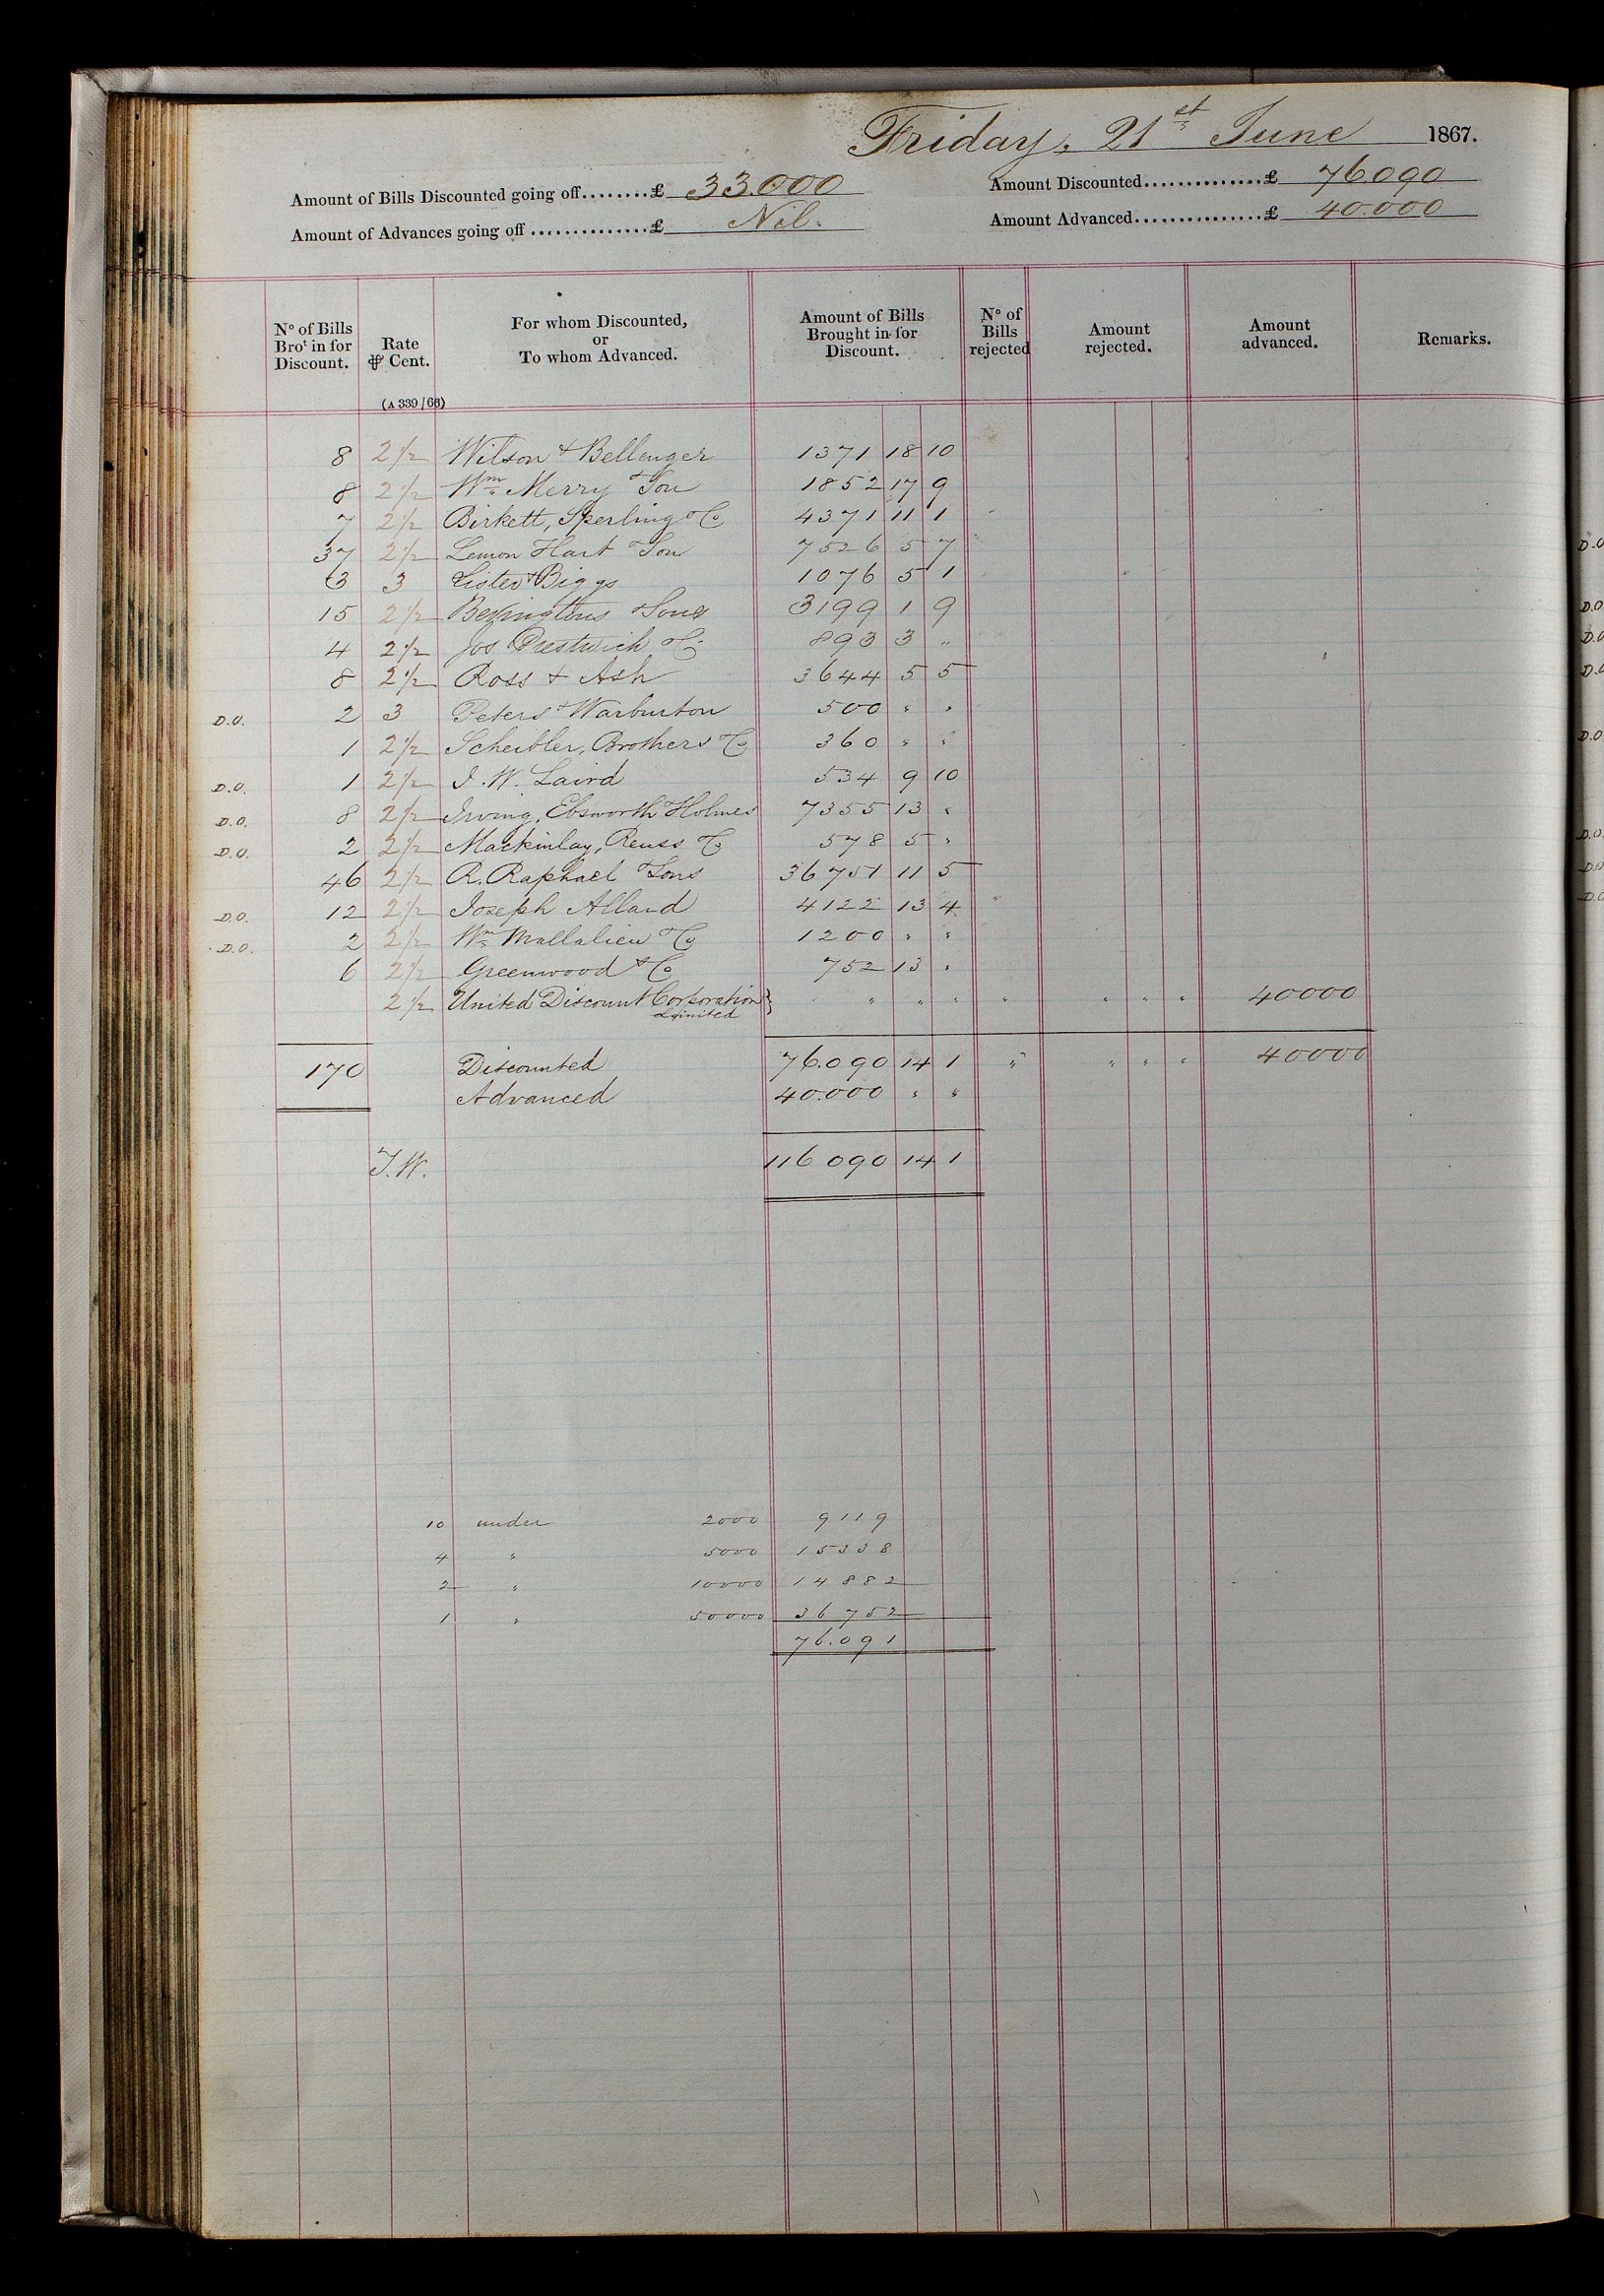 Friday, 21st June 1867.
Amount of Bills Discounted going off........£ 33.000 Amount Discounted...............£ 76.090
Amount of Advances going off...............£ Nil. Amount Advanced................£ 40.000
No of Bills Brot in for Discount. Rate ⅌ Cent. For whom Discounted, or To whom Advanced. Amount of Bills Brought in for Discount. No of Bills rejected Amount rejected. Amount advanced. Remarks.
(A 339/66)
8 2½ Wilson & Bellenger 1371 18 10
8 2½ Wm Merry & Son 1852 17 9
7 2½ Birkett, Sperling & Co 4371 11 1
37 2½ Lemon Hart & Son 7526 5 7
3 3 Lister & Biggs 1076 5 1
15 2½ Bevingtons & Sons 3199 1 9
4 2½ Jos Prestwich & Co 893 3 "
8 2½ Ross & Ash 3644 5 5
D.O. 2 3 Peters & Warburton 500 " "
1 2½ Scheibler, Brothers & Co 360 " "
D.O. 1 2½ J. W. Laird 534 9 10
D.O. 8 2½ Irving, Ebsworth & Holmes 7355 13 "
D.O. 2 2½ Mackinlay, Reuss & Co 578 5 "
46 2½ R. Raphael & Sons 36751 11 5
D.O. 12 2½ Joseph Allard 4122 13 4
D.O. 2 2½ Wm Mallalieu & Co 1200 " "
6 2½ Greenwood & Co 752 13 "
2½ United Discount Corporation Limited } " " " " " " " 40000
170 Discounted 76.090 14 1 " " " " 40000
Advanced 40.000 " "
J.W. 116 090 14 1
10 under 2000 9119
4 " 5000 15338
2 " 10000 14882
1 " 50000 36752
76.091
D.O.
D.O.
D.O.
D.O.
D.O.
D.O.
D.O.
D.O.